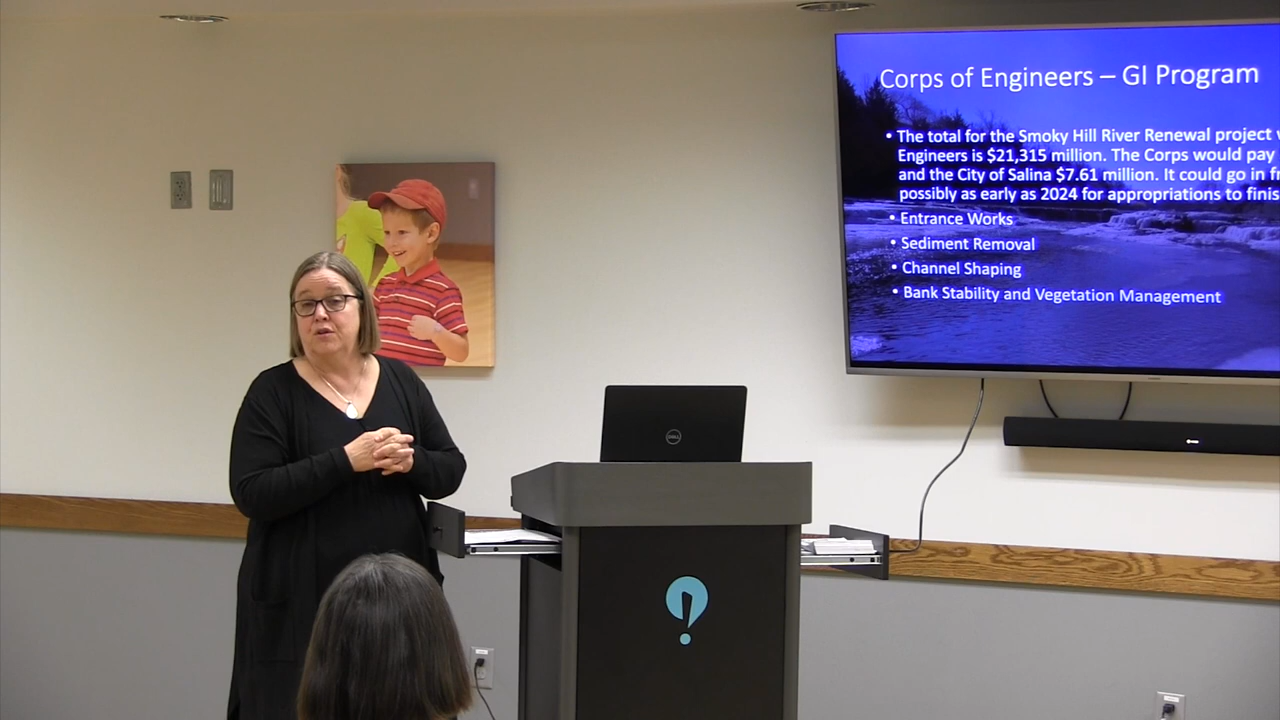 Corps of Engineers – GI Program
• The total for the Smoky Hill River Renewal project
Engineers is $21,315 million. The Corps would pay
and the City of Salina $7.61 million. It could go in
possibly as early as 2024 for appropriations to
• Entrance Works
• Sediment Removal
• Channel Shaping
• Bank Stability and Vegetation Management
DELL